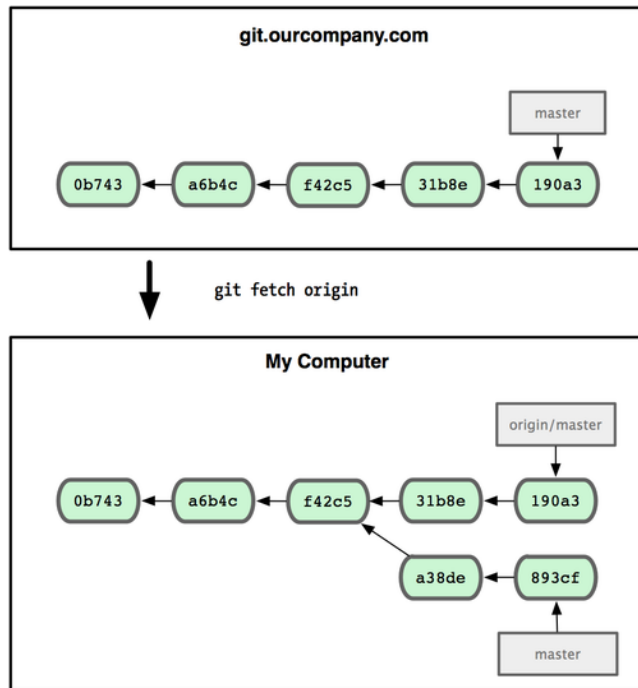 git.ourcompany.com
master
0b743 a6b4c f42c5 31b8e 190a3
git fetch origin
My Computer
origin/master
0b743 a6b4c f42c5 31b8e 190a3
a38de 893cf
master